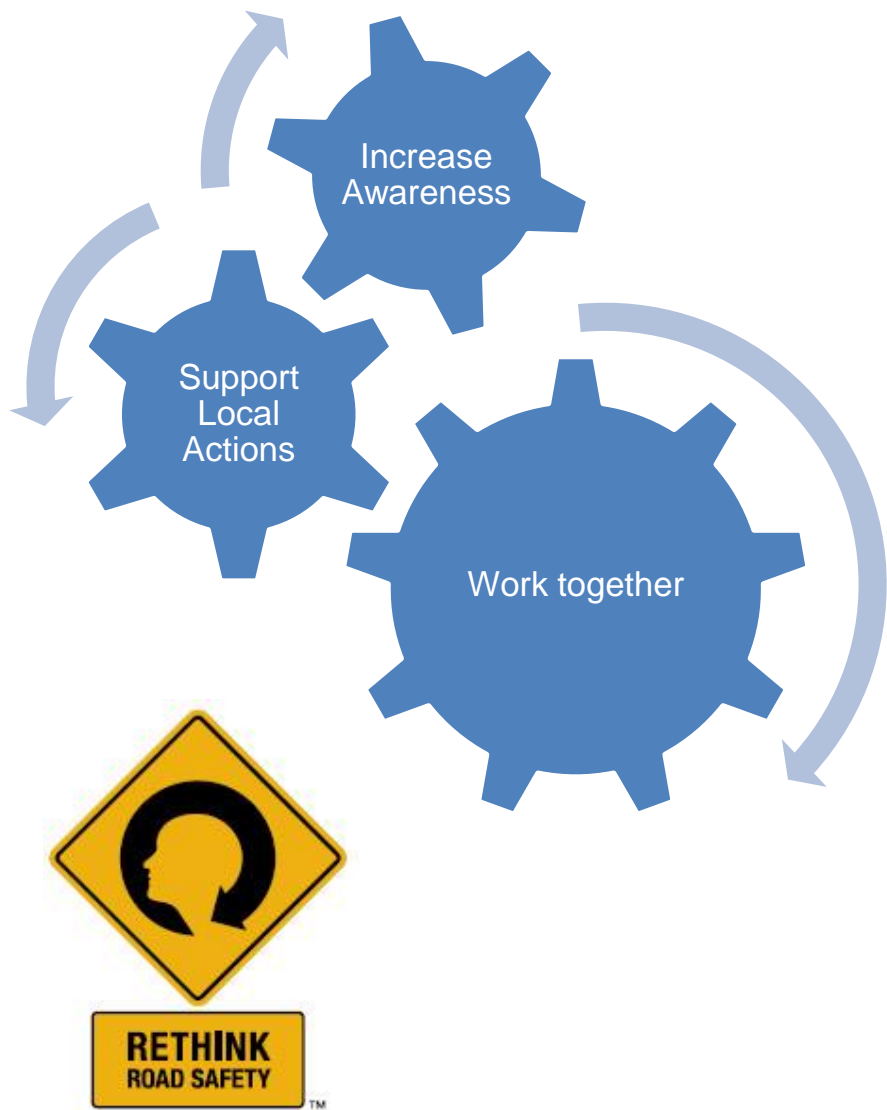 Increase
Awareness
Support
Local
Actions
Work together
RETHINK
ROAD SAFETY
TM